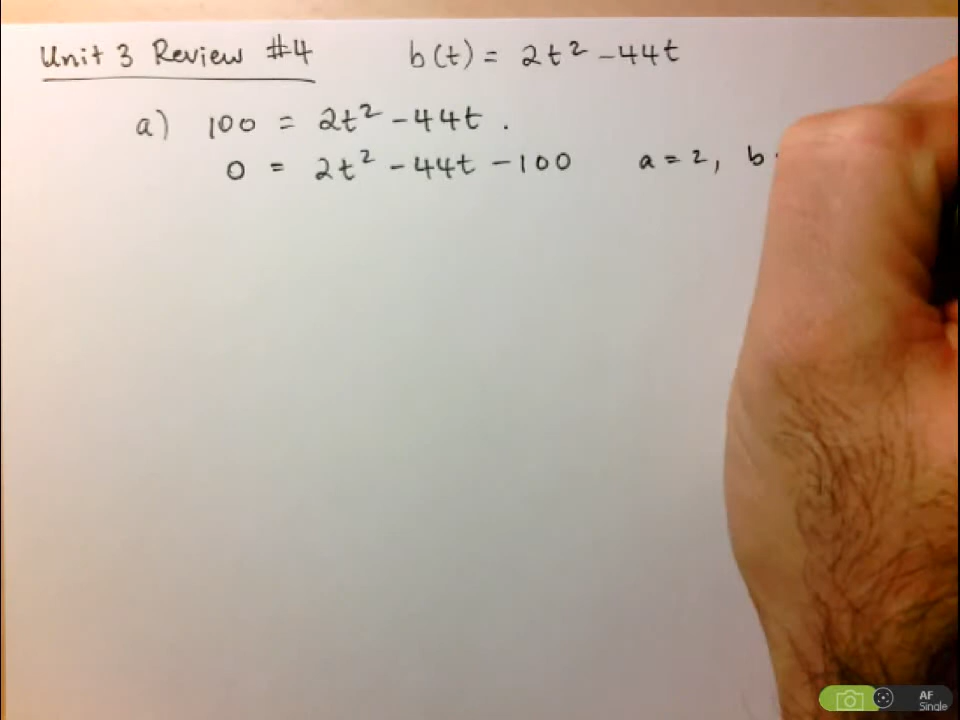 Unit 3 Review #4 b(t) = 2t² - 44t
a) 100 = 2t² - 44t .
0 = 2t² - 44t - 100 a = 2, b
AF
Single